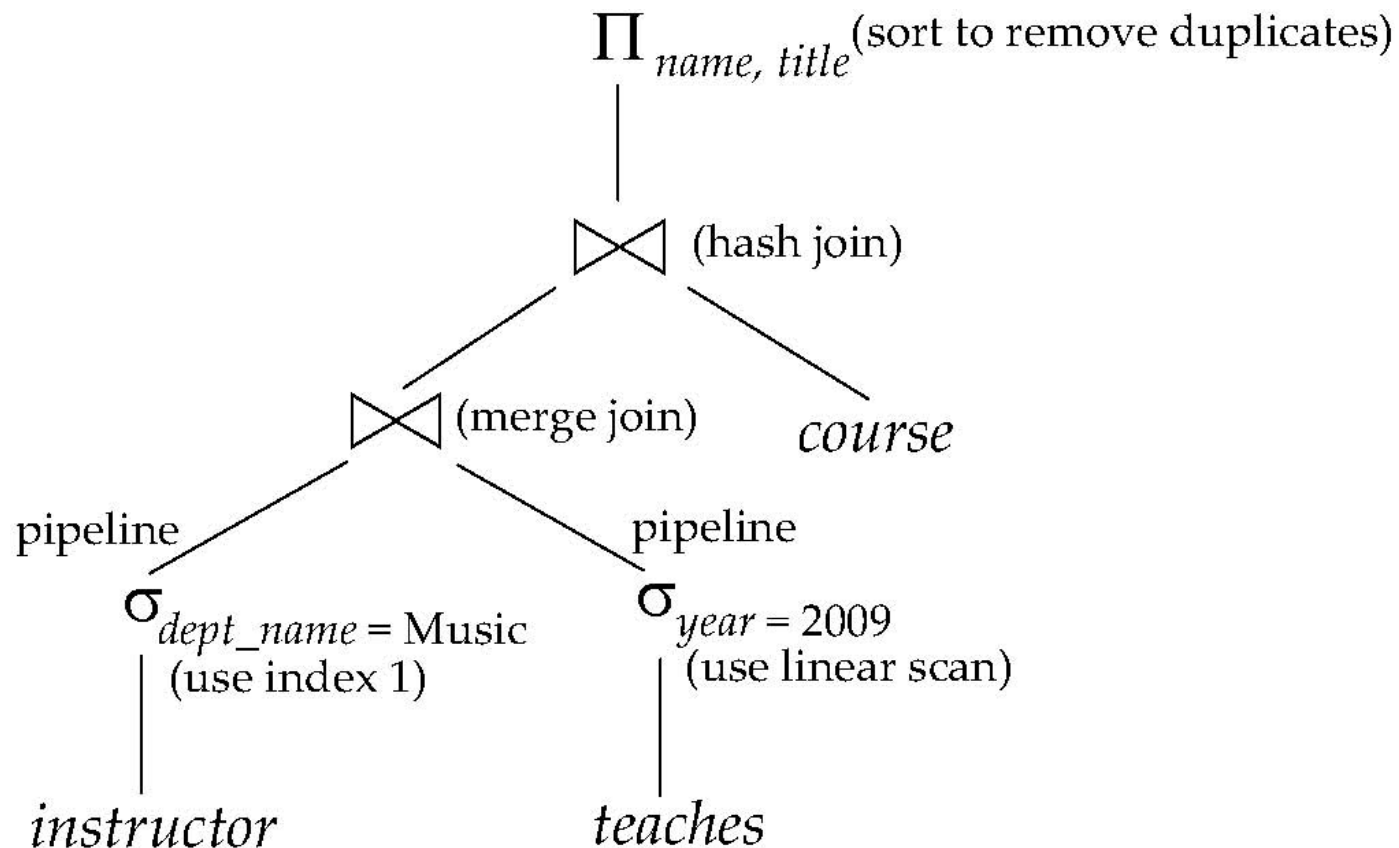 Π name, title (sort to remove duplicates)
(hash join)
(merge join)
course
pipeline
pipeline
σ dept_name = Music
(use index 1)
σ year = 2009
(use linear scan)
instructor
teaches